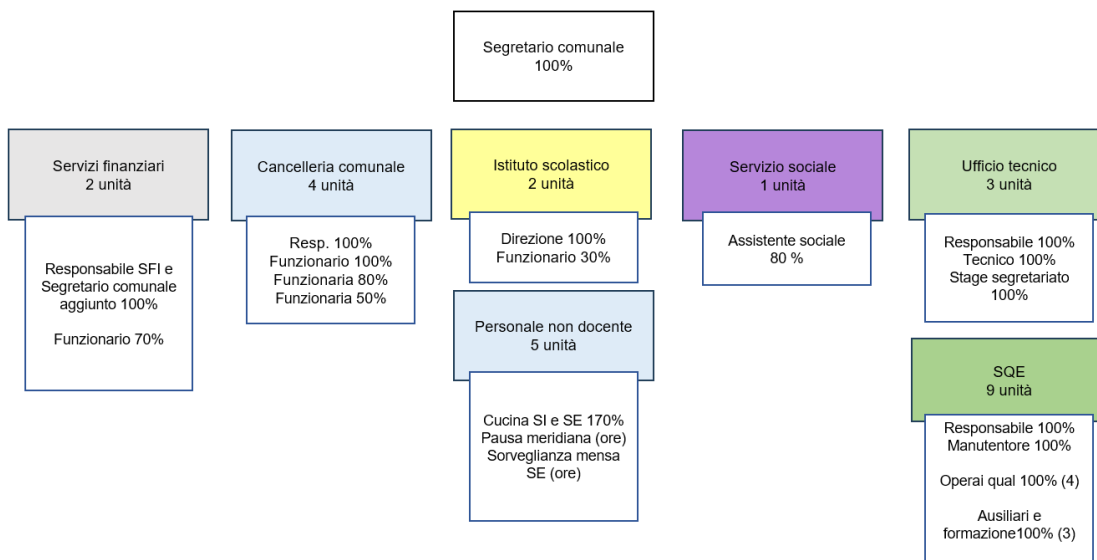 Segretario comunale
100%
Servizi finanziari
2 unità
Responsabile SFI e
Segretario comunale
aggiunto 100%
Funzionario 70%
Cancelleria comunale
4 unità
Resp. 100%
Funzionario 100%
Funzionaria 80%
Funzionaria 50%
Istituto scolastico
2 unità
Direzione 100%
Funzionario 30%
Personale non docente
5 unità
Cucina SI e SE 170%
Pausa meridiana (ore)
Sorveglianza mensa
SE (ore)
Servizio sociale
1 unità
Assistente sociale
80 %
Ufficio tecnico
3 unità
Responsabile 100%
Tecnico 100%
Stage segretariato
100%
SQE
9 unità
Responsabile 100%
Manutentore 100%
Operai qual 100% (4)
Ausiliari e
formazione100% (3)